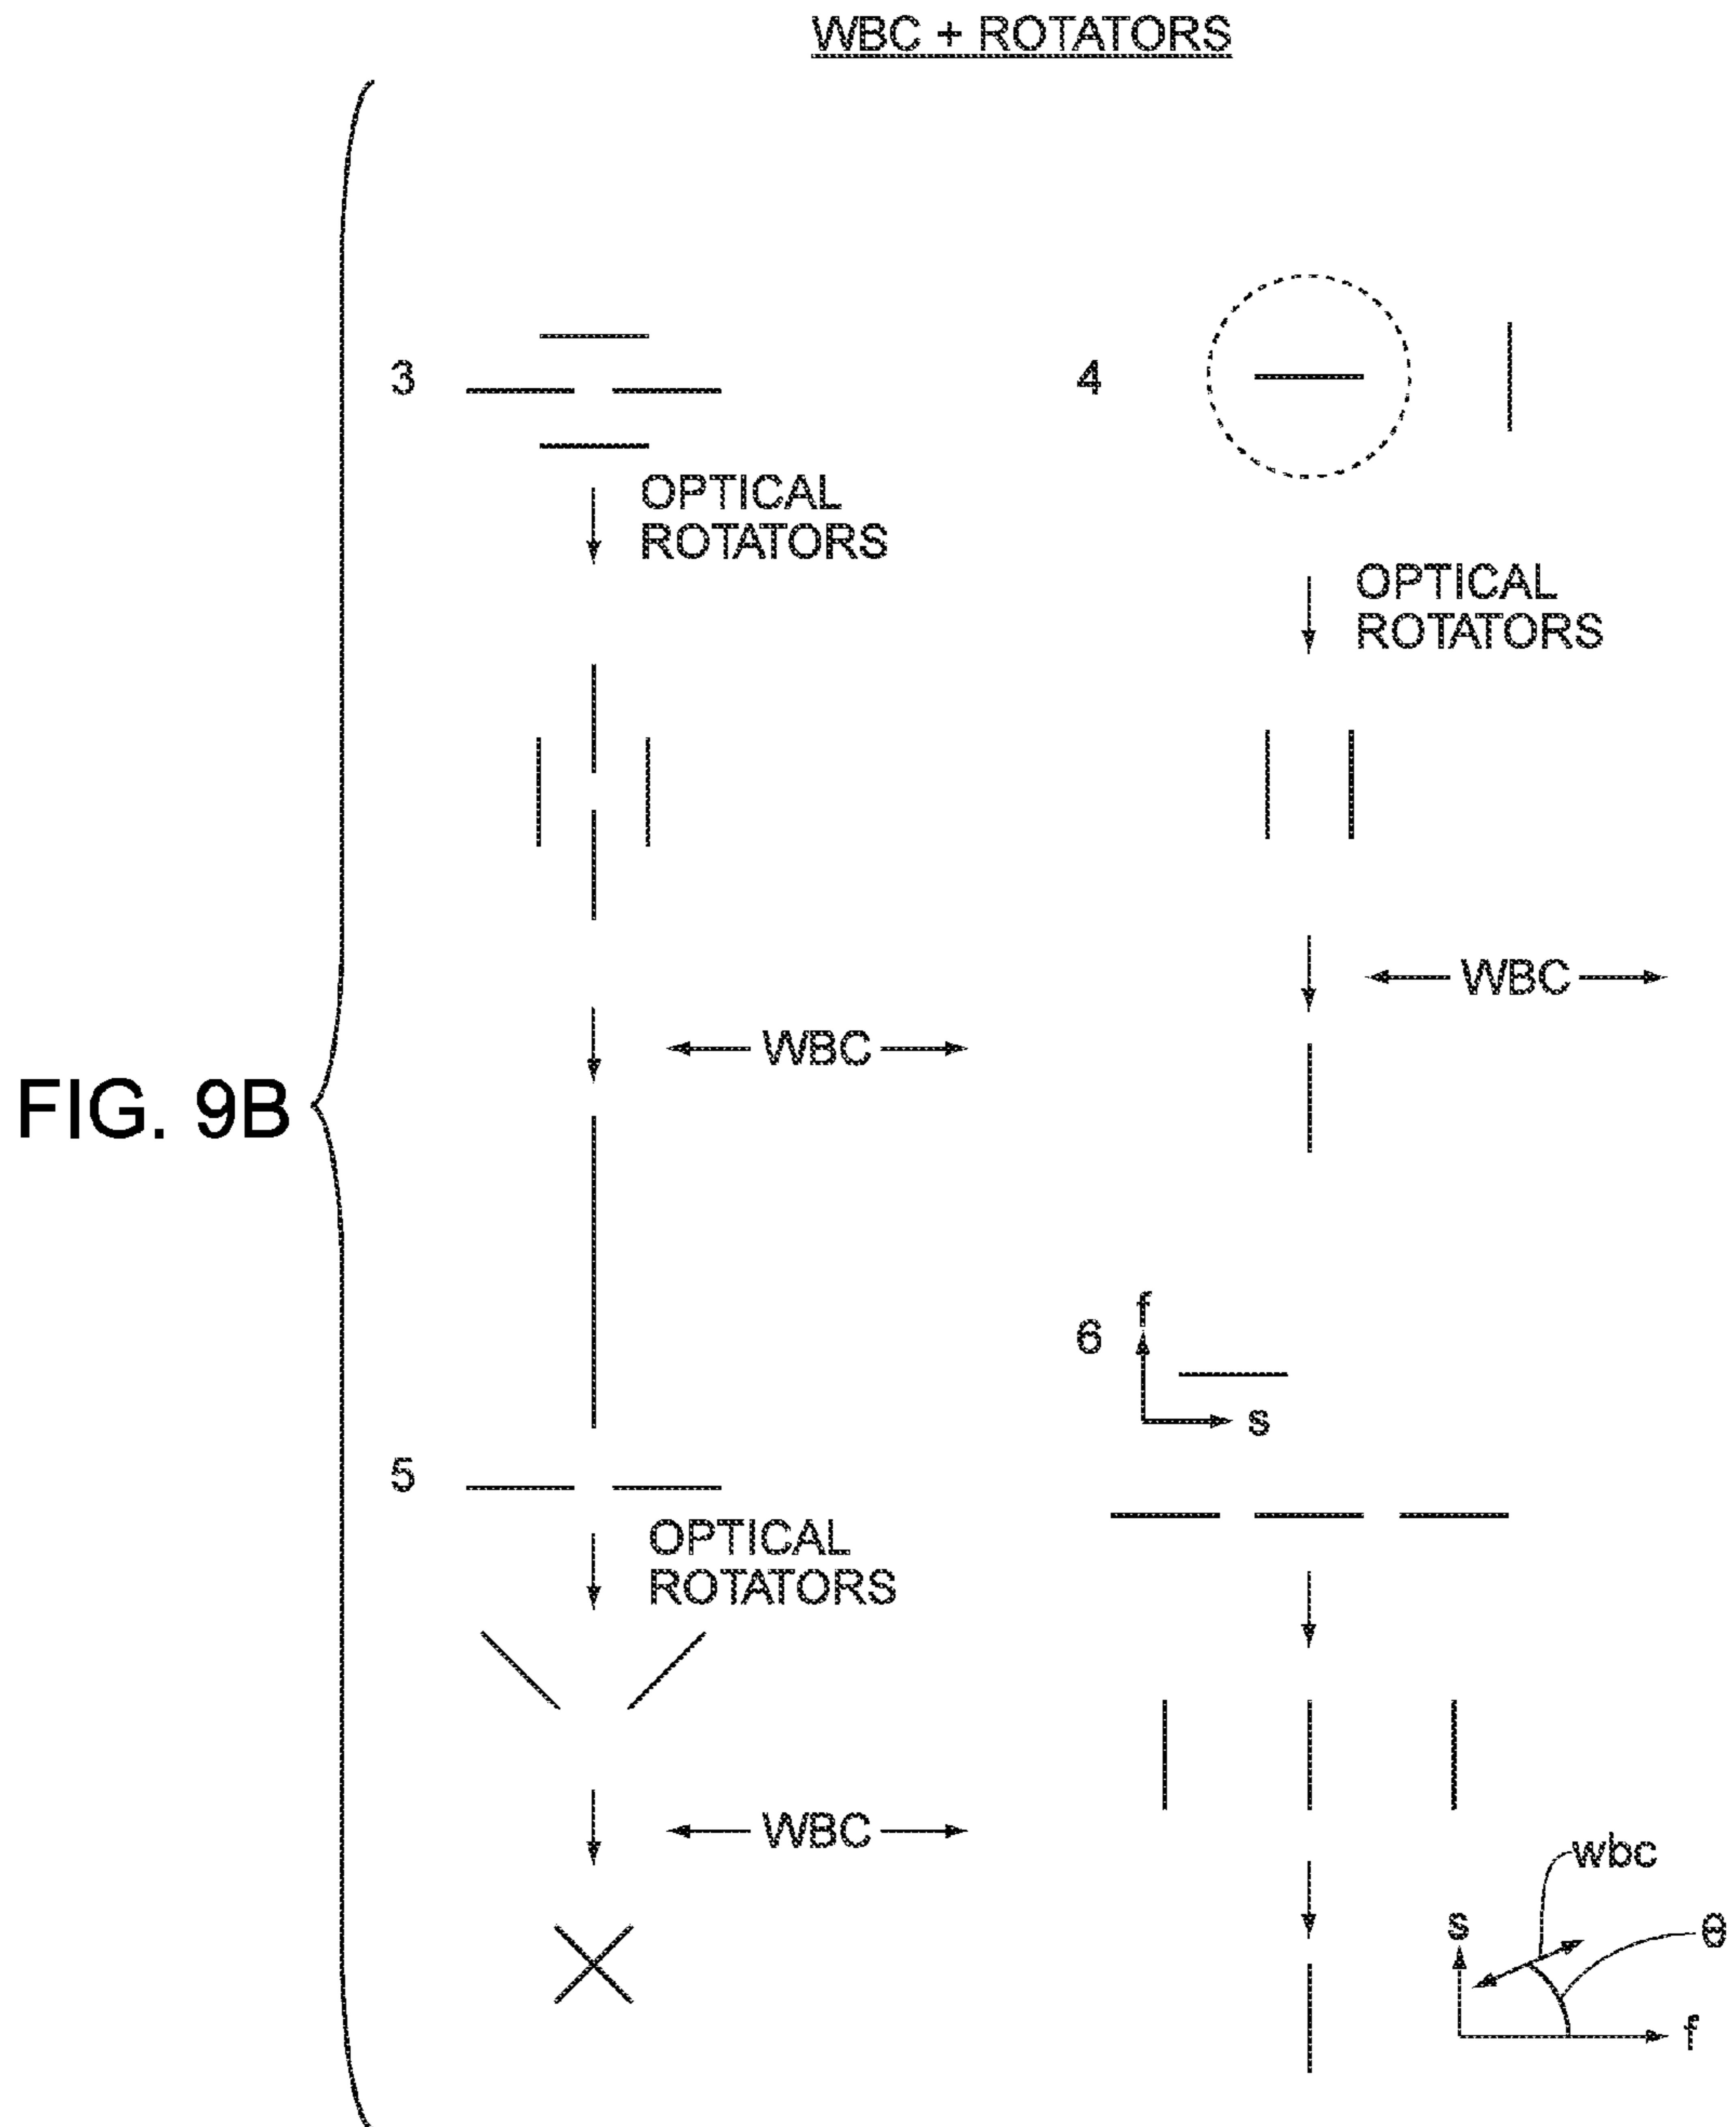 WBC + ROTATORS
3
OPTICAL
ROTATORS
WBC
4
OPTICAL
ROTATORS
WBC
FIG. 9B
5
OPTICAL
ROTATORS
WBC
6
f
s
wbc
s
θ
f